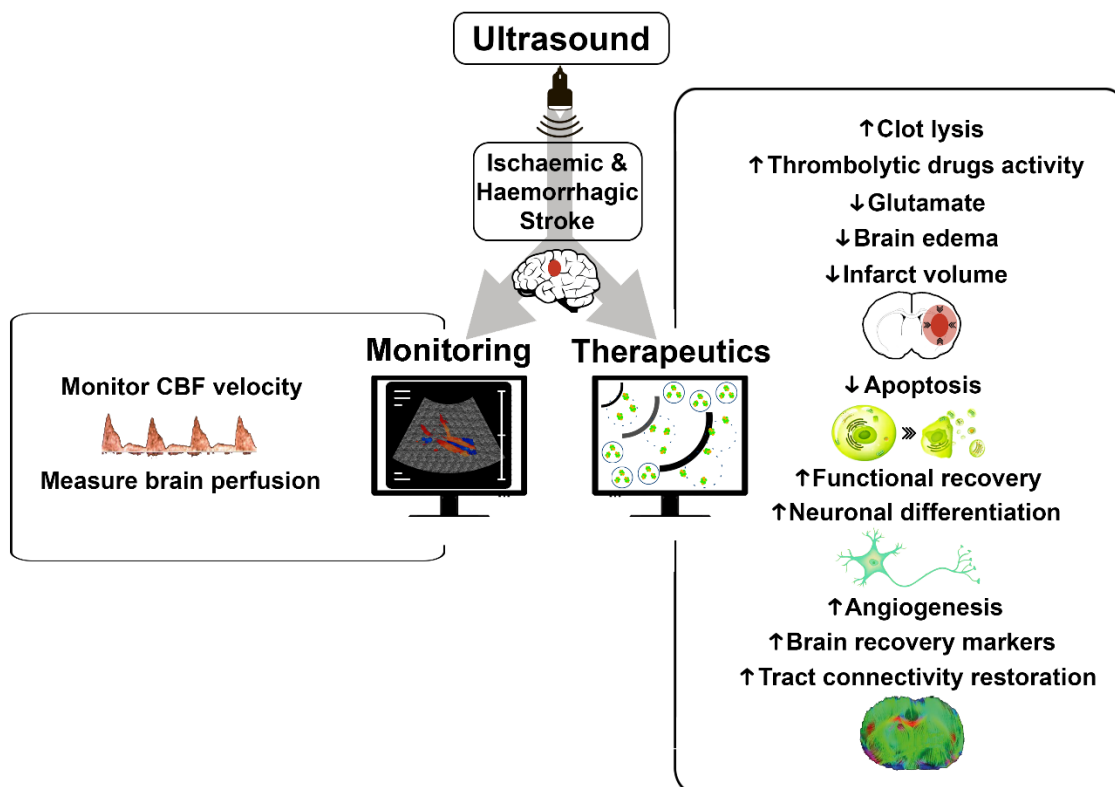 Ultrasound
Ischaemic &
Haemorrhagic
Stroke
Monitoring
Monitor CBF velocity
Measure brain perfusion
Therapeutics
↑Clot lysis
↑Thrombolytic drugs activity
↓Glutamate
↓Brain edema
↓Infarct volume
↓Apoptosis
↑Functional recovery
↑Neuronal differentiation
↑Angiogenesis
↑Brain recovery markers
↑Tract connectivity restoration